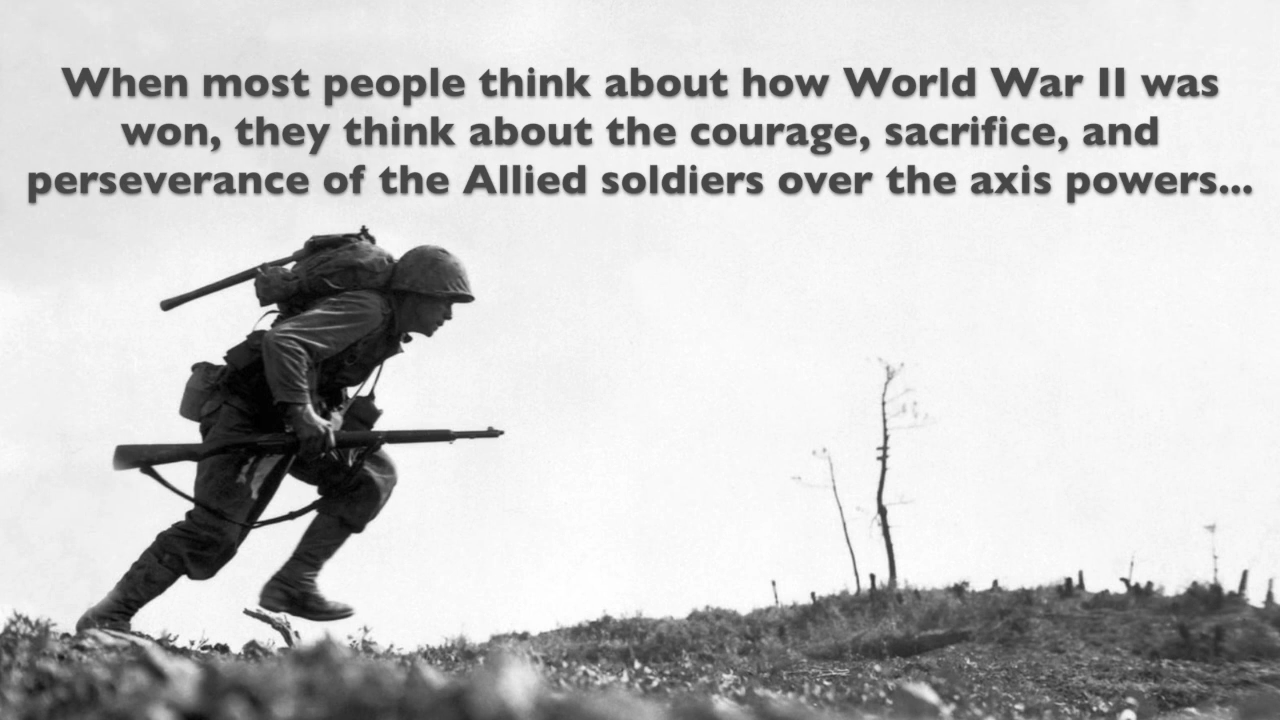 When most people think about how World War II was
won, they think about the courage, sacrifice, and
perseverance of the Allied soldiers over the axis powers...